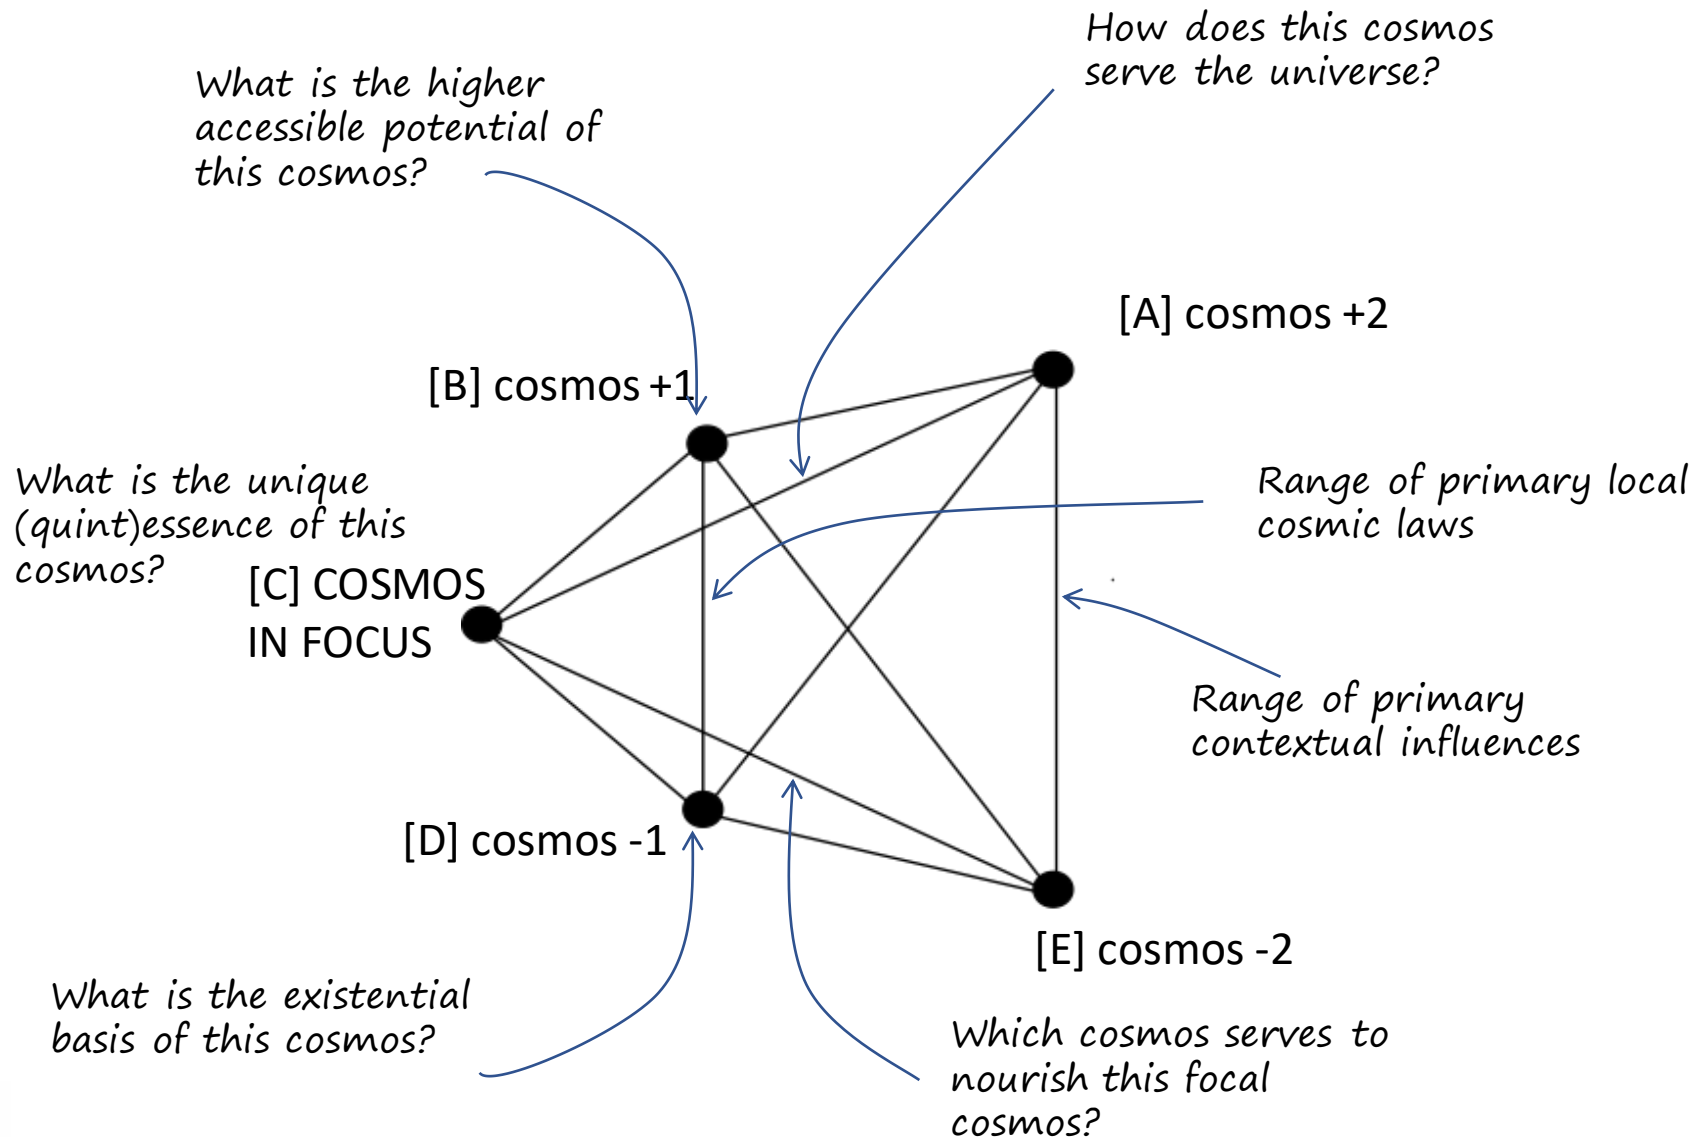 How does this cosmos
serve the universe?
What is the higher
accessible potential of
this cosmos?
[A] cosmos +2
[B] cosmos +1
What is the unique
(quint)essence of this
cosmos?
[C] COSMOS
IN FOCUS
Range of primary local
cosmic laws
Range of primary
contextual influences
[D] cosmos -1
[E] cosmos -2
What is the existential
basis of this cosmos?
Which cosmos serves to
nourish this focal
cosmos?